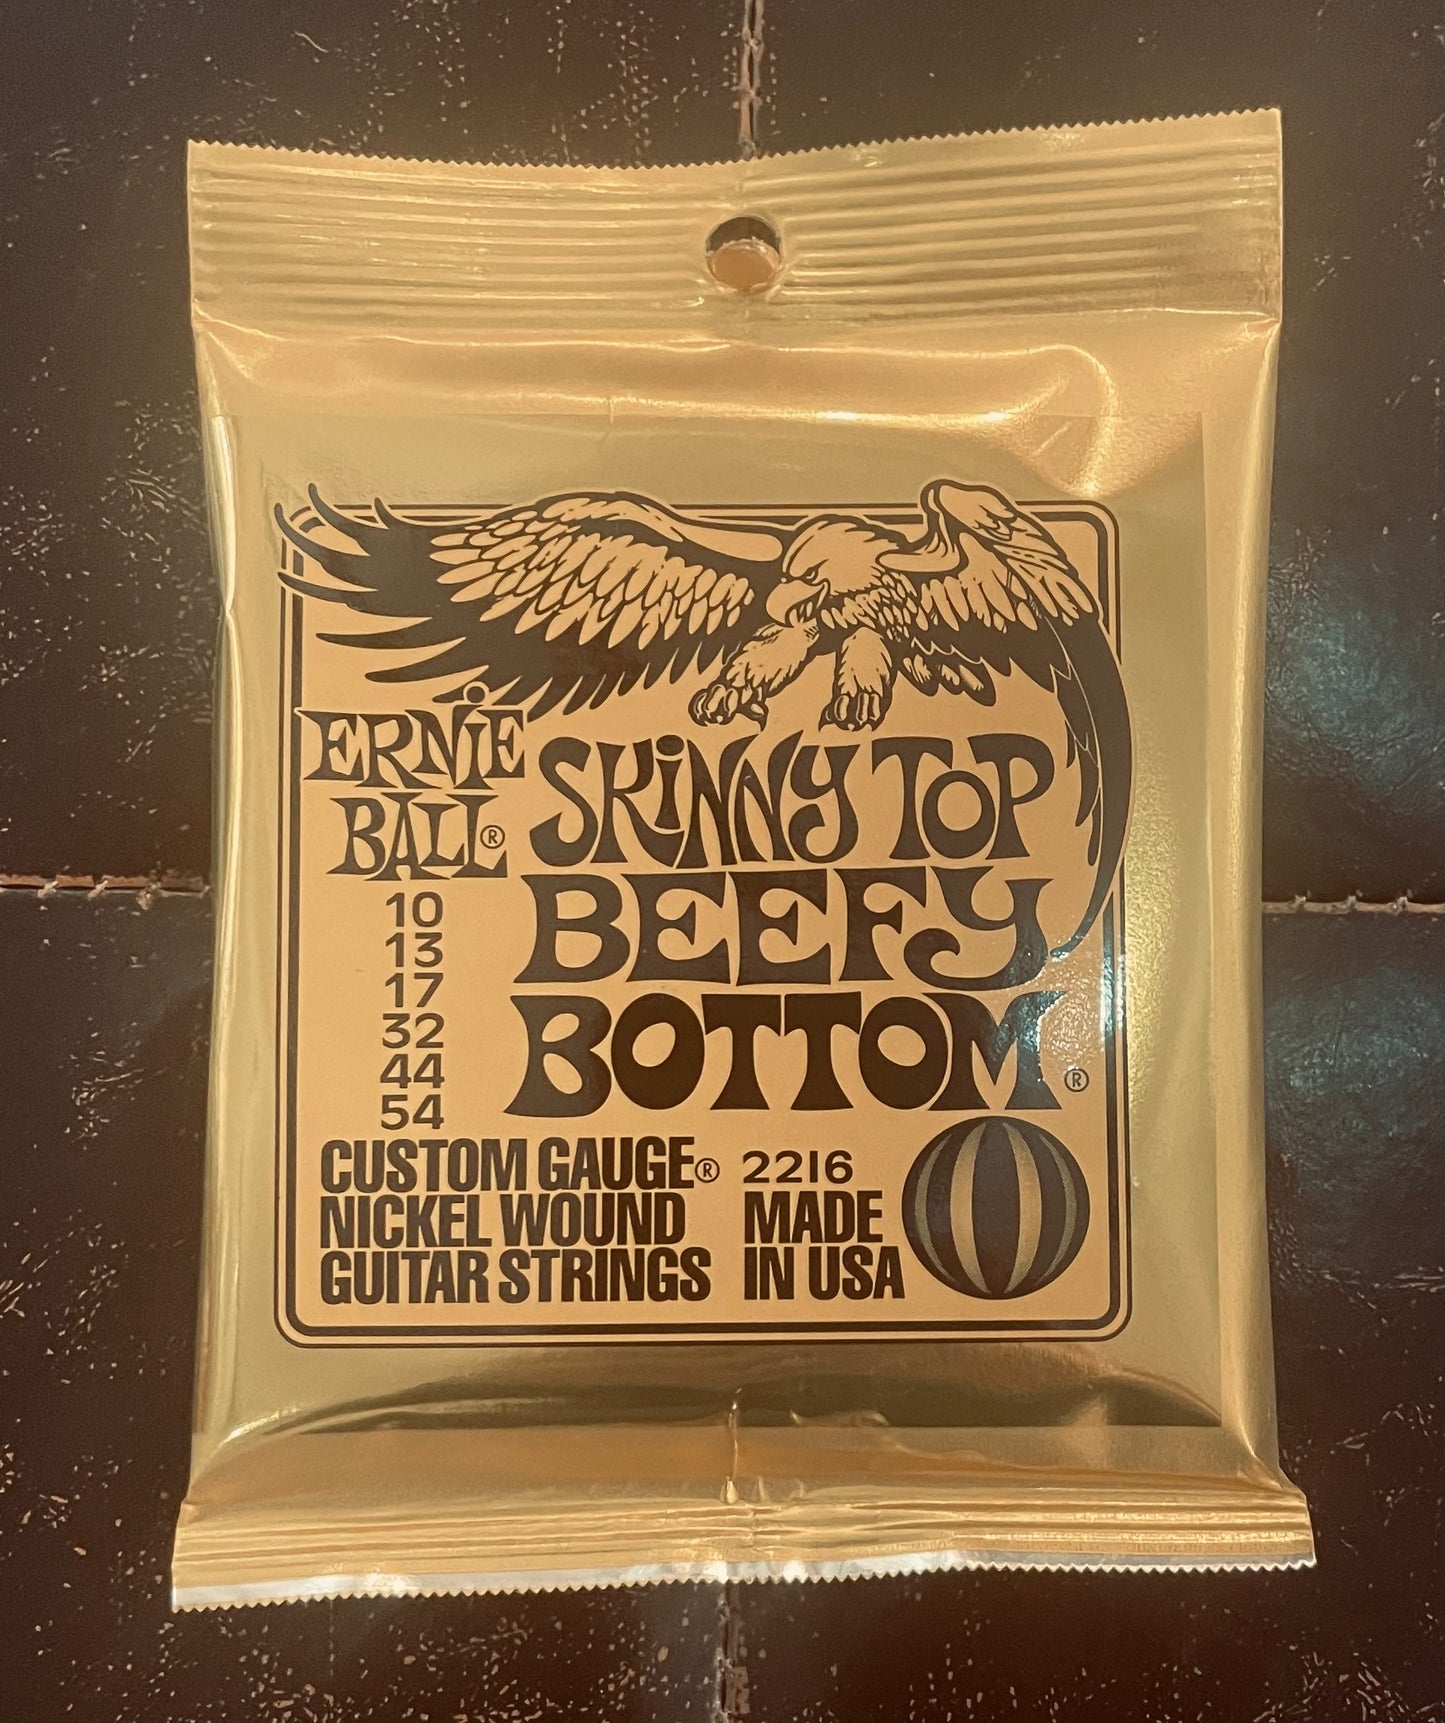 ERNiE
BALL®
SKiNNY TOP
BEEFY
BOTTOM®
10
13
17
32
44
54
CUSTOM GAUGE®
NICKEL WOUND
GUITAR STRINGS
2216
MADE
IN USA